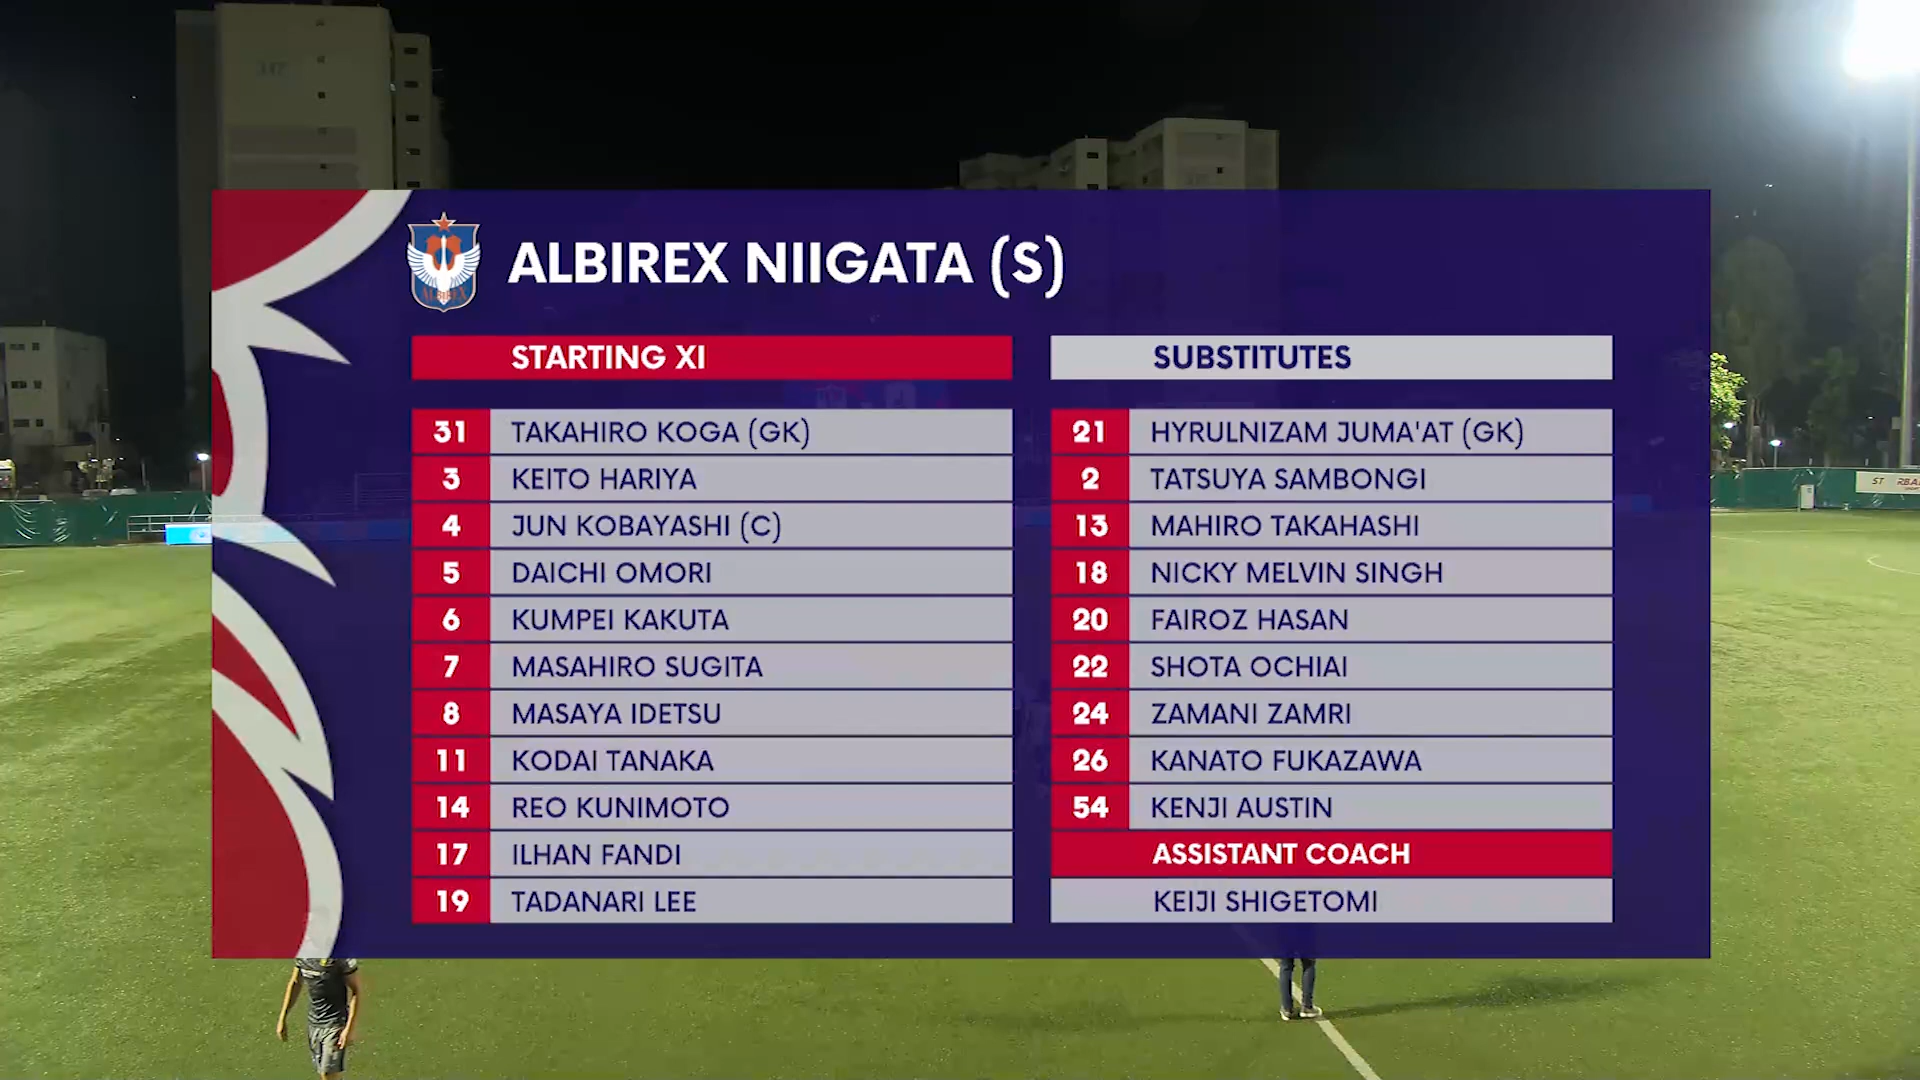 117
ALBIREX
ALBIREX NIIGATA (S)
STARTING XI
31 TAKAHIRO KOGA (GK)
3 KEITO HARIYA
4 JUN KOBAYASHI (C)
5 DAICHI OMORI
6 KUMPEI KAKUTA
7 MASAHIRO SUGITA
8 MASAYA IDETSU
11 KODAI TANAKA
14 REO KUNIMOTO
17 ILHAN FANDI
19 TADANARI LEE
SUBSTITUTES
21 HYRULNIZAM JUMA'AT (GK)
2 TATSUYA SAMBONGI
13 MAHIRO TAKAHASHI
18 NICKY MELVIN SINGH
20 FAIROZ HASAN
22 SHOTA OCHIAI
24 ZAMANI ZAMRI
26 KANATO FUKAZAWA
54 KENJI AUSTIN
ASSISTANT COACH
KEIJI SHIGETOMI